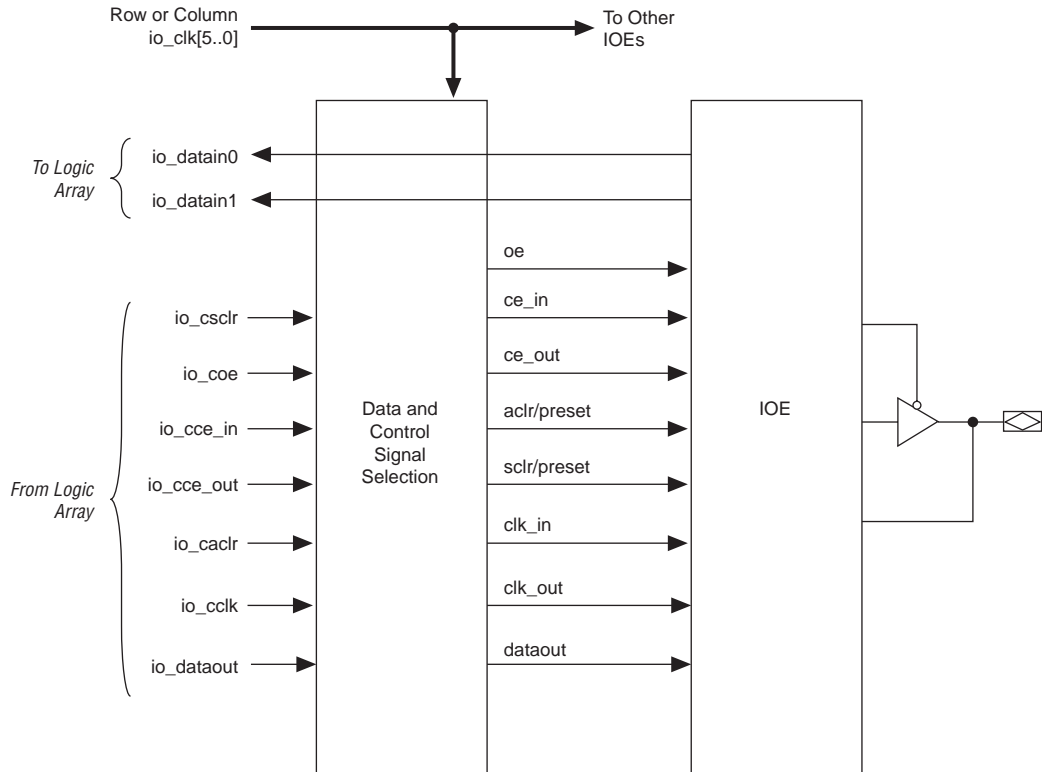 Row or Column
io_clk[5..0]
To Other
IOEs
To Logic
Array
io_datain0
io_datain1
From Logic
Array
io_csclr
io_coe
io_cce_in
io_cce_out
io_caclr
io_cclk
io_dataout
Data and
Control
Signal
Selection
oe
ce_in
ce_out
aclr/preset
sclr/preset
clk_in
clk_out
dataout
IOE